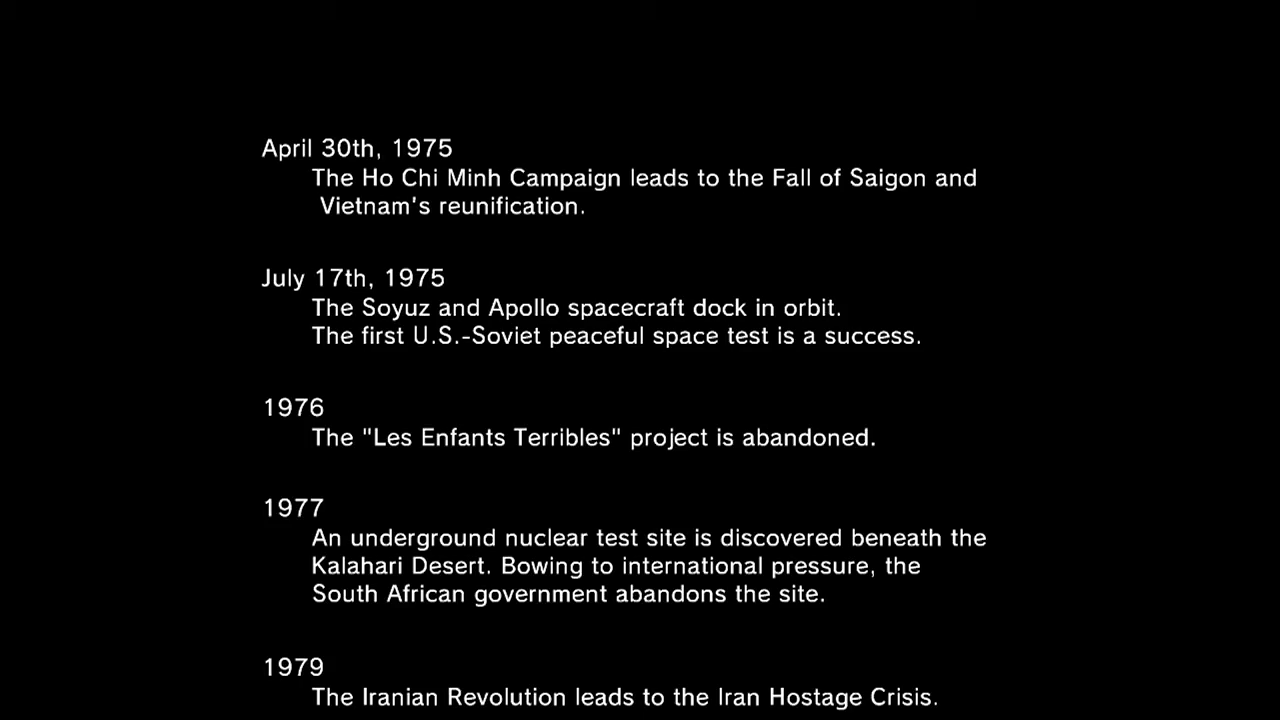 April 30th, 1975
The Ho Chi Minh Campaign leads to the Fall of Saigon and
Vietnam's reunification.
July 17th, 1975
The Soyuz and Apollo spacecraft dock in orbit.
The first U.S.-Soviet peaceful space test is a success.
1976
The "Les Enfants Terribles" project is abandoned.
1977
An underground nuclear test site is discovered beneath the
Kalahari Desert. Bowing to international pressure, the
South African government abandons the site.
1979
The Iranian Revolution leads to the Iran Hostage Crisis.